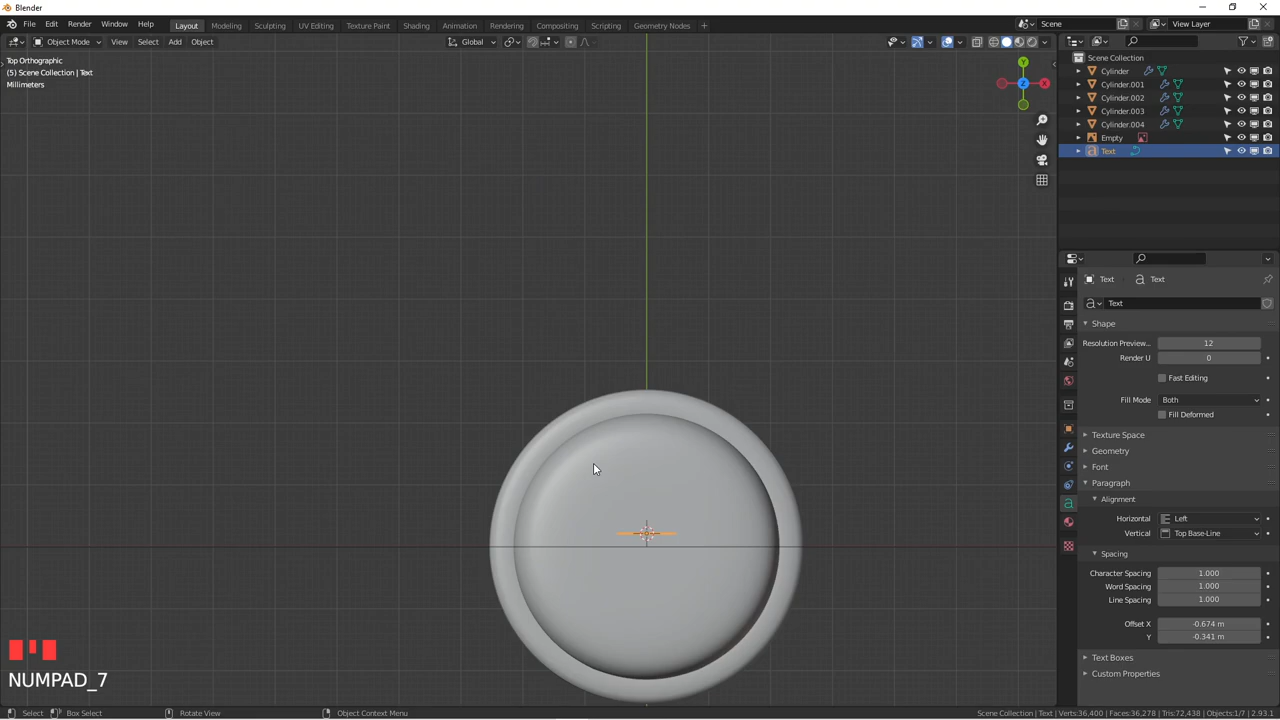 Blender
File Edit Render Window Help Layout Modeling Sculpting UV Editing Texture Paint Shading Animation Rendering Compositing Scripting Geometry Nodes + Scene View Layer
Object Mode View Select Add Object Global
Top Orthographic
(5) Scene Collection | Text
Millimeters
Y
X
Z
Scene Collection
Cylinder
Cylinder.001
Cylinder.002
Cylinder.003
Cylinder.004
Empty
a Text
Text a Text
a Text
Shape
Resolution Preview... 12
Render U 0
Fast Editing
Fill Mode Both
Fill Deformed
Texture Space
Geometry
Font
Paragraph
Alignment
Horizontal Left
Vertical Top Base-Line
Spacing
Character Spacing 1.000
Word Spacing 1.000
Line Spacing 1.000
Offset X -0.674 m
Y -0.341 m
Text Boxes
Custom Properties
NUMPAD_7
Select Box Select Rotate View Object Context Menu Scene Collection | Text | Verts:36,400 | Faces:36,278 | Tris:72,438 | Objects:1/7 | 2.93.1